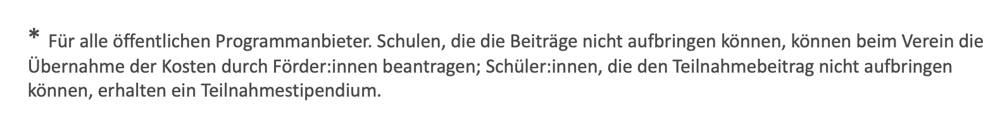 * Für alle öffentlichen Programmanbieter. Schulen, die die Beiträge nicht aufbringen können, können beim Verein die
Übernahme der Kosten durch Förder:innen beantragen; Schüler:innen, die den Teilnahmebeitrag nicht aufbringen
können, erhalten ein Teilnahmestipendium.